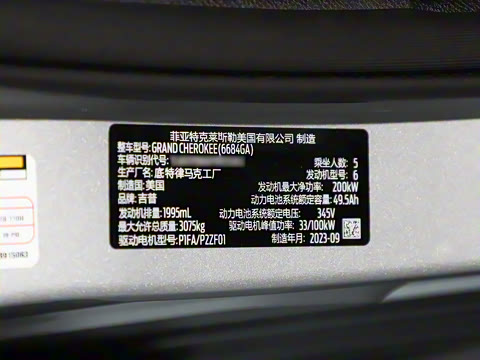 菲亚特克莱斯勒美国有限公司 制造
整车型号: GRAND CHEROKEE(6684GA)
车辆识别代号: 乘坐人数: 5
生产厂名: 底特律马克工厂 发动机型号: 6
制造国: 美国 发动机最大净功率: 200kW
品牌: 吉普 动力电池系统额定容量: 49.5Ah
发动机排量: 1995mL 动力电池系统额定电压: 345V
最大允许总质量: 3075kg 驱动电机峰值功率: 33/100kW
驱动电机型号: P1FA/P2ZF01 制造年月: 2023-09